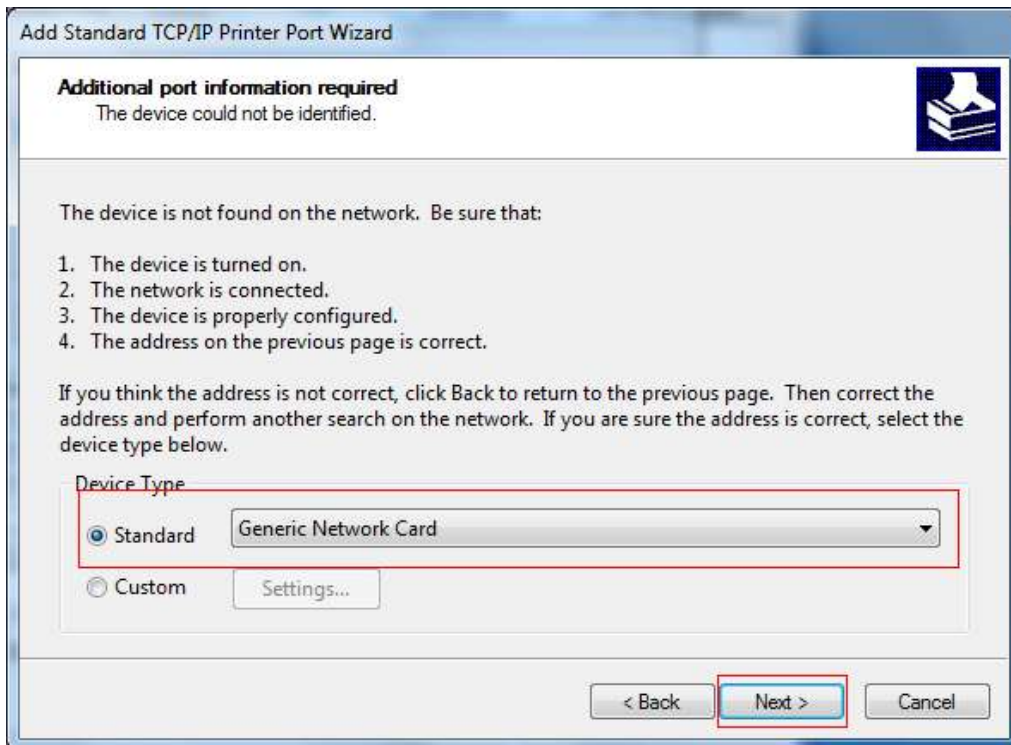 Add Standard TCP/IP Printer Port Wizard
Additional port information required
The device could not be identified.
The device is not found on the network. Be sure that:
1. The device is turned on.
2. The network is connected.
3. The device is properly configured.
4. The address on the previous page is correct.
If you think the address is not correct, click Back to return to the previous page. Then correct the
address and perform another search on the network. If you are sure the address is correct, select the
device type below.
Device Type
Standard Generic Network Card
Custom Settings...
< Back Next > Cancel